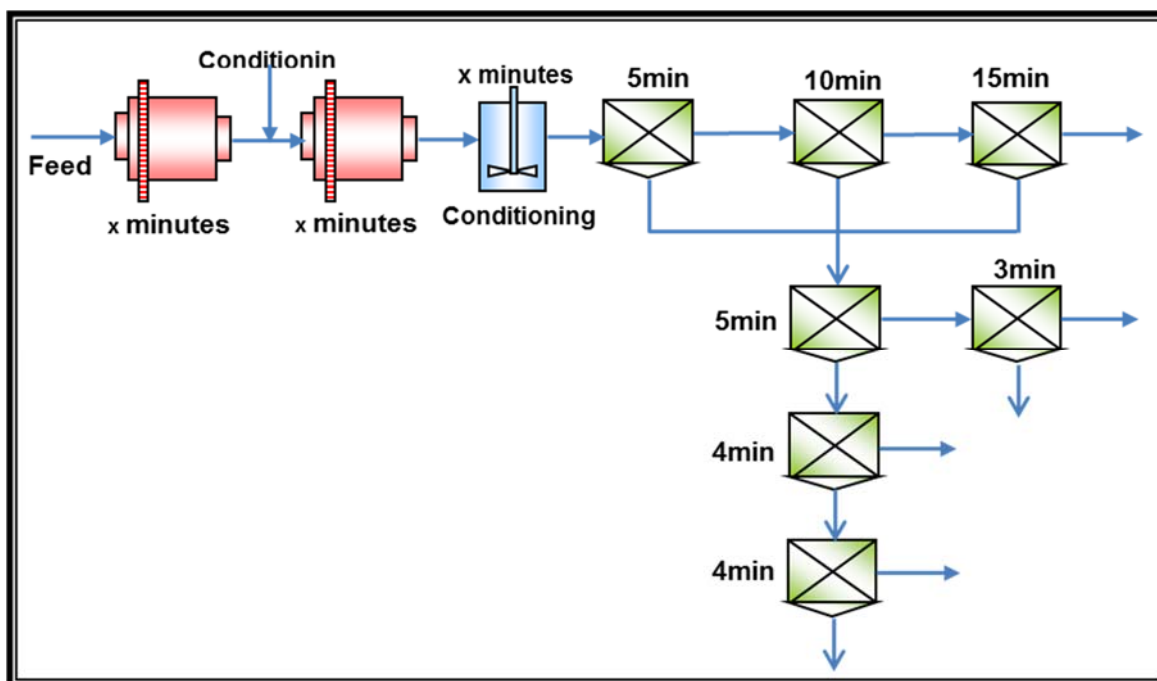 Conditionin
x minutes
5min
10min
15min
Feed
x minutes
x minutes
Conditioning
3min
5min
4min
4min